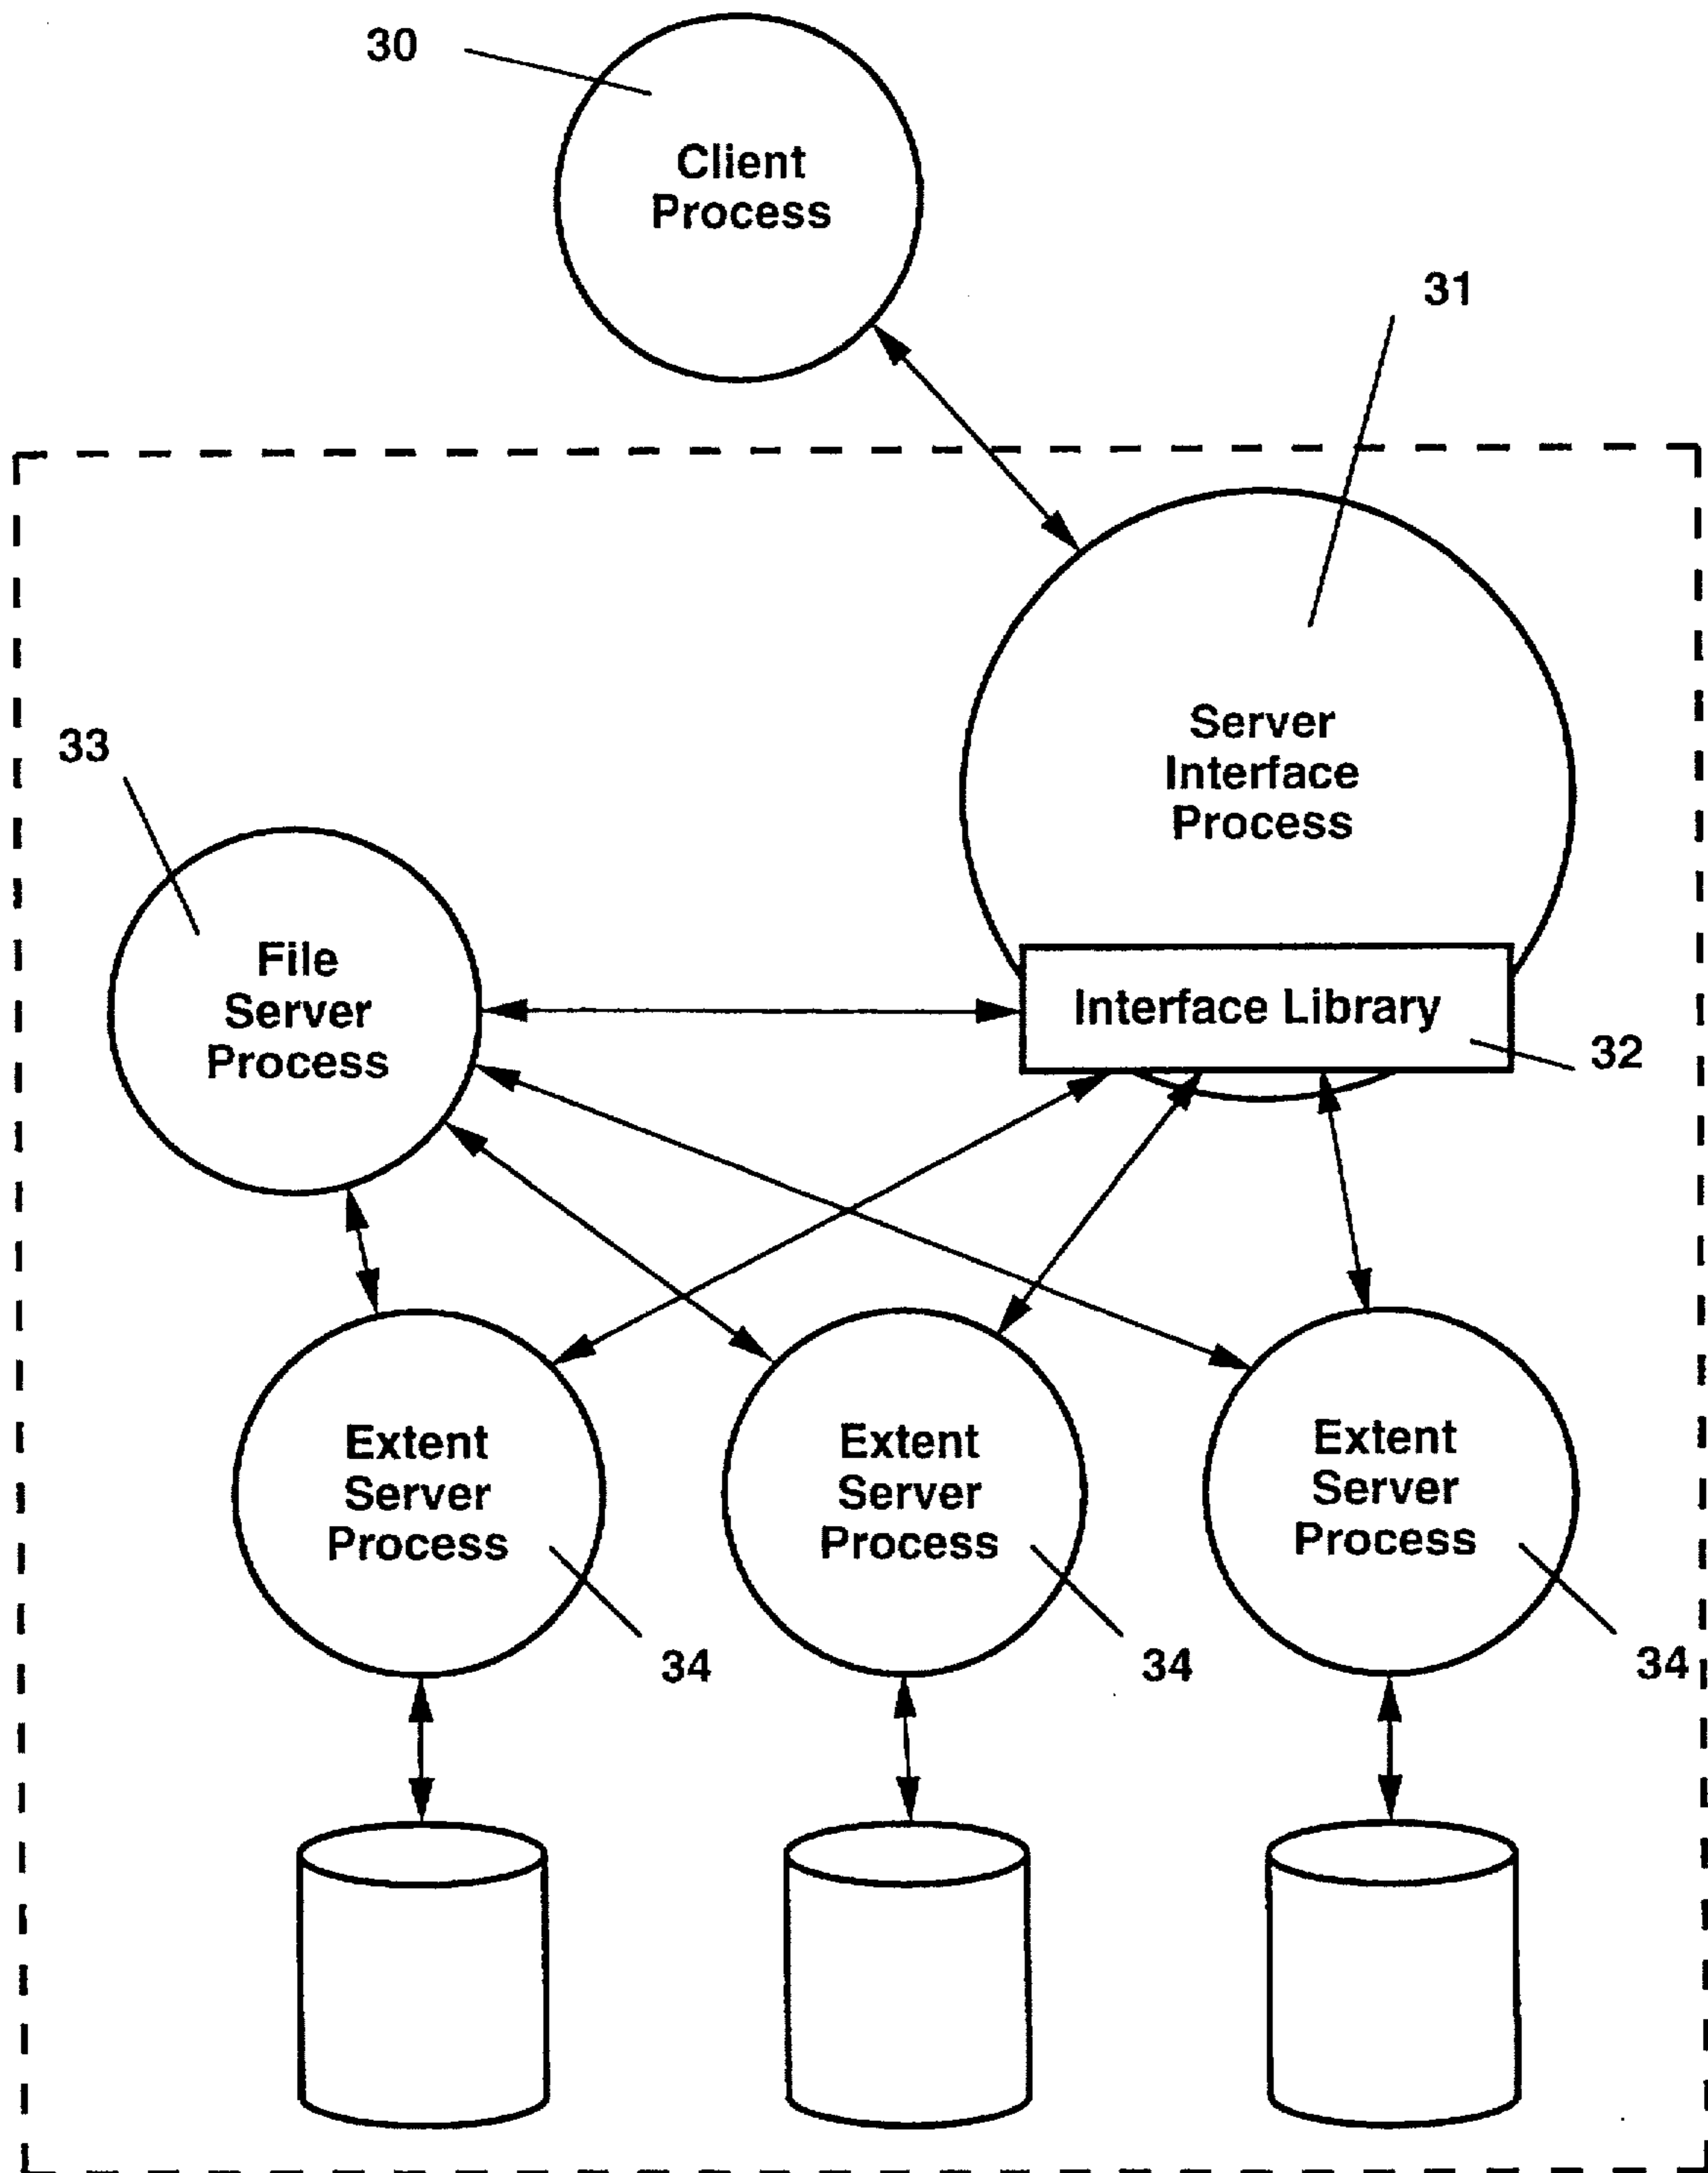 30
Client
Process
31
Server
Interface
Process
33
File
Server
Process
Interface Library
32
Extent
Server
Process
Extent
Server
Process
Extent
Server
Process
34
34
34